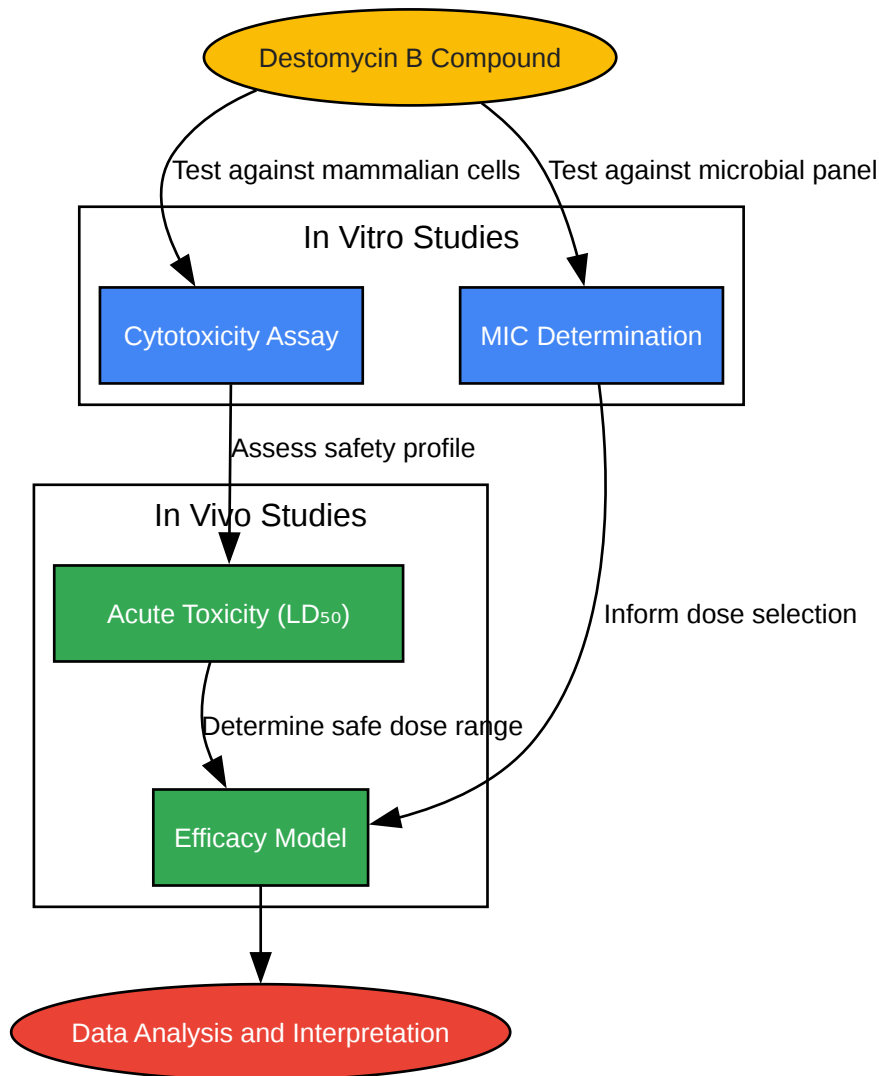 Destomycin B Compound
Test against mammalian cells
Test against microbial panel
In Vitro Studies
Cytotoxicity Assay
MIC Determination
Assess safety profile
In Vivo Studies
Acute Toxicity (LD₅₀)
Inform dose selection
Determine safe dose range
Efficacy Model
Data Analysis and Interpretation